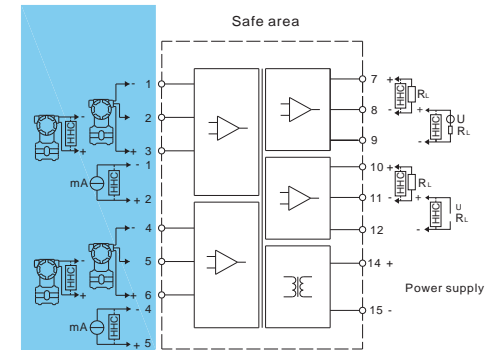 Safe area
- 1
2
- +
+ 3
- 1
mA
+ 2
- 4
5
- +
+ 6
- 4
mA
+ 5
7 +
8 -
9
RL
+ -
U
RL
10 +
11 -
12
RL
+ -
U
RL
14 +
15 -
Power supply